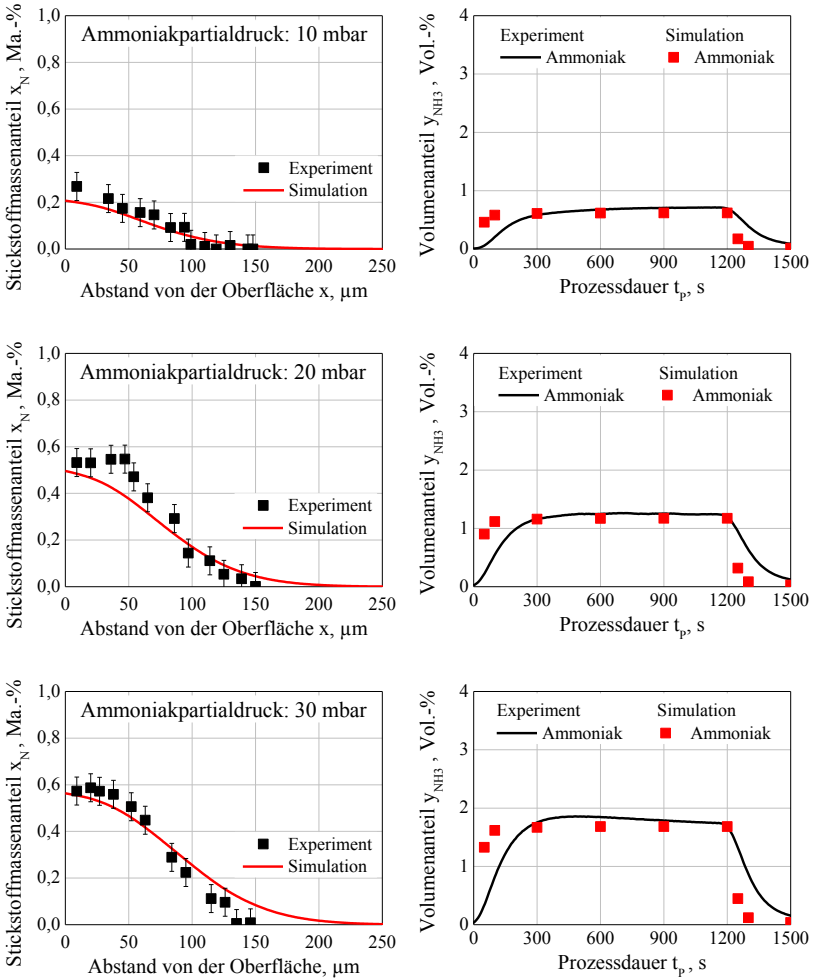 Stickstoffmassenanteil x_N, Ma.-%
1,0
0,8
0,6
0,4
0,2
0,0
Ammoniakpartialdruck: 10 mbar
Experiment
Simulation
0 50 100 150 200 250
Abstand von der Oberfläche x, µm
Volumenanteil y_NH3, Vol.-%
4
3
2
1
0
Experiment Simulation
Ammoniak Ammoniak
0 300 600 900 1200 1500
Prozessdauer t_P, s
Stickstoffmassenanteil x_N, Ma.-%
1,0
0,8
0,6
0,4
0,2
0,0
Ammoniakpartialdruck: 20 mbar
Experiment
Simulation
0 50 100 150 200 250
Abstand von der Oberfläche x, µm
Volumenanteil y_NH3, Vol.-%
4
3
2
1
0
Experiment Simulation
Ammoniak Ammoniak
0 300 600 900 1200 1500
Prozessdauer t_P, s
Stickstoffmassenanteil x_N, Ma.-%
1,0
0,8
0,6
0,4
0,2
0,0
Ammoniakpartialdruck: 30 mbar
Experiment
Simulation
0 50 100 150 200 250
Abstand von der Oberfläche, µm
Volumenanteil y_NH3, Vol.-%
4
3
2
1
0
Experiment Simulation
Ammoniak Ammoniak
0 300 600 900 1200 1500
Prozessdauer t_P, s